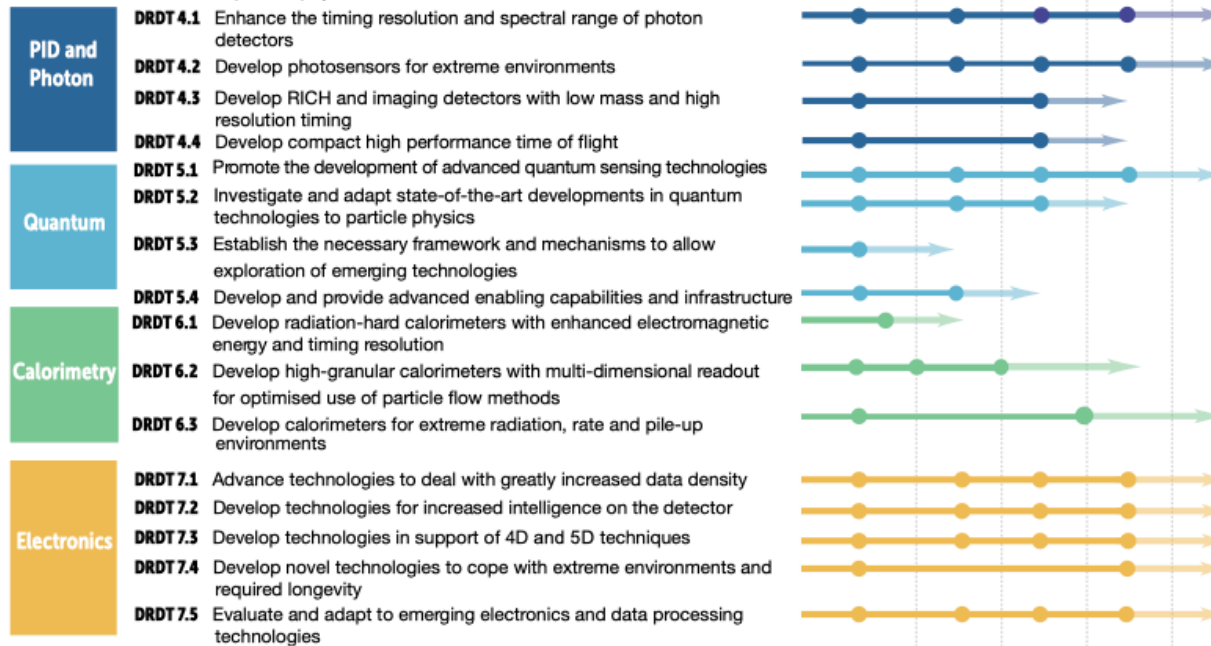 PID and
Photon
DRDT 4.1 Enhance the timing resolution and spectral range of photon
detectors
DRDT 4.2 Develop photosensors for extreme environments
DRDT 4.3 Develop RICH and imaging detectors with low mass and high
resolution timing
DRDT 4.4 Develop compact high performance time of flight
Quantum
DRDT 5.1 Promote the development of advanced quantum sensing technologies
DRDT 5.2 Investigate and adapt state-of-the-art developments in quantum
technologies to particle physics
DRDT 5.3 Establish the necessary framework and mechanisms to allow
exploration of emerging technologies
DRDT 5.4 Develop and provide advanced enabling capabilities and infrastructure
Calorimetry
DRDT 6.1 Develop radiation-hard calorimeters with enhanced electromagnetic
energy and timing resolution
DRDT 6.2 Develop high-granular calorimeters with multi-dimensional readout
for optimised use of particle flow methods
DRDT 6.3 Develop calorimeters for extreme radiation, rate and pile-up
environments
Electronics
DRDT 7.1 Advance technologies to deal with greatly increased data density
DRDT 7.2 Develop technologies for increased intelligence on the detector
DRDT 7.3 Develop technologies in support of 4D and 5D techniques
DRDT 7.4 Develop novel technologies to cope with extreme environments and
required longevity
DRDT 7.5 Evaluate and adapt to emerging electronics and data processing
technologies